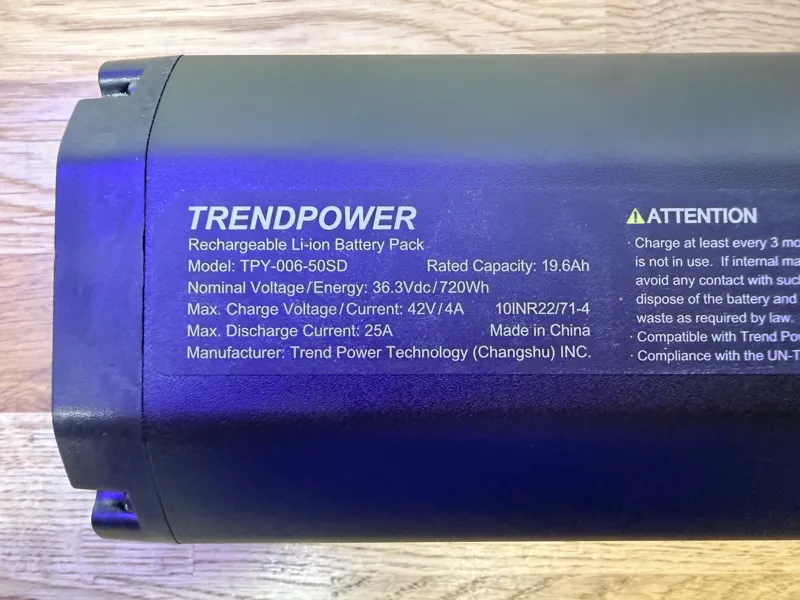 TRENDPOWER
Rechargeable Li-ion Battery Pack
Model: TPY-006-50SD Rated Capacity: 19.6Ah
Nominal Voltage/Energy: 36.3Vdc/720Wh
Max. Charge Voltage/Current: 42V/4A 10INR22/71-4
Max. Discharge Current: 25A Made in China
Manufacturer: Trend Power Technology (Changshu) INC.
⚠ATTENTION
· Charge at least every 3
is not in use. If internal
avoid any contact with
dispose of the battery and
waste as required by law.
· Compatible with Trend
· Compliance with the